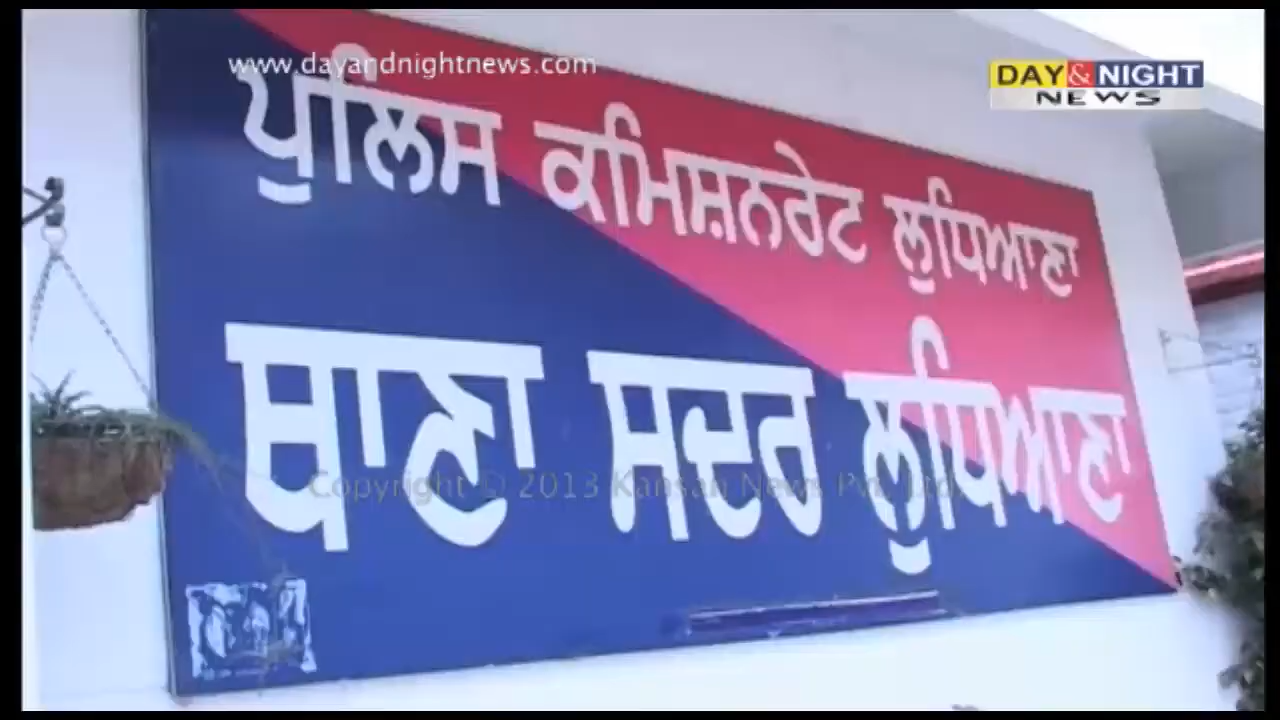 www.dayandnightnews.com
DAY & NIGHT
NEWS
ਪੁਲਿਸ ਕਮਿਸ਼ਨਰੇਟ ਲੁਧਿਆਣਾ
ਥਾਣਾ ਸਦਰ ਲੁਧਿਆਣਾ
Copyright © 2013 Kansan News Pvt. Ltd.